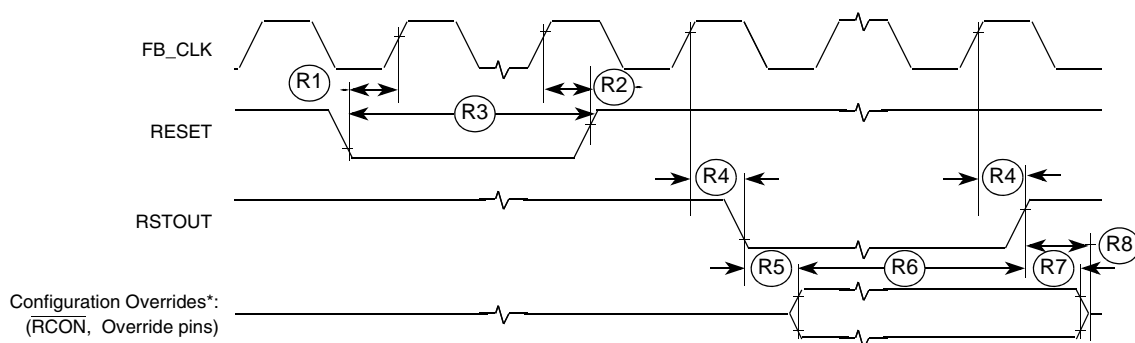 FB_CLK
R1
R2
R3
RESET
R4
R4
RSTOUT
R8
R5
R6
R7
Configuration Overrides*:
(RCON, Override pins)